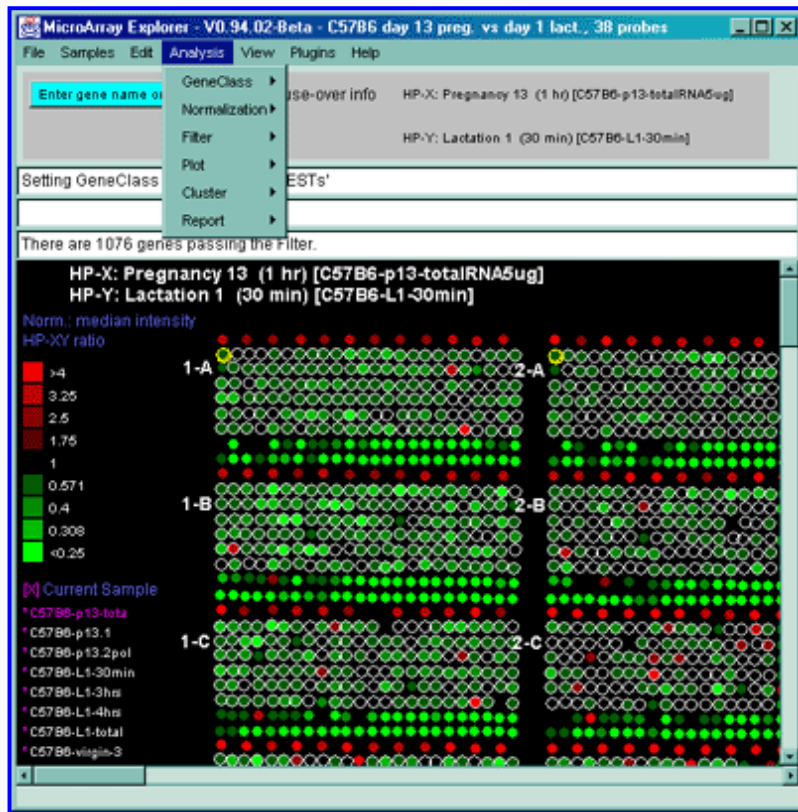 MicroArray Explorer - V0.94.02-Beta - C57B6 day 13 preg. vs day 1 lact., 38 probes
File Samples Edit Analysis View Plugins Help
Enter gene name or
use-over info
HP-X: Pregnancy 13 (1 hr) [C57B6-p13-totalRNA5ug]
HP-Y: Lactation 1 (30 min) [C57B6-L1-30min]
GeneClass
Normalization
Filter
Plot
Cluster
Report
Setting GeneClass ESTs'
There are 1076 genes passing the Filter.
HP-X: Pregnancy 13 (1 hr) [C57B6-p13-totalRNA5ug]
HP-Y: Lactation 1 (30 min) [C57B6-L1-30min]
Norm.: median intensity
HP-XY ratio
>4
3.25
2.5
1.75
1
0.571
0.4
0.308
<0.25
1-A
2-A
1-B
2-B
1-C
2-C
[X] Current Sample
*C57B6-p13-tota
*C57B6-p13.1
*C57B6-p13.2pol
*C57B6-L1-30min
*C57B6-L1-3hrs
*C57B6-L1-4hrs
*C57B6-L1-total
*C57B6-virgin-3